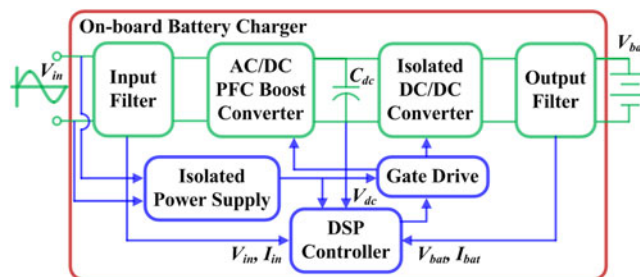 On-board Battery Charger
V_in
Input
Filter
AC/DC
PFC Boost
Converter
C_dc
Isolated
DC/DC
Converter
Output
Filter
V_ba
Isolated
Power Supply
V_dc
Gate Drive
DSP
Controller
V_in, I_in
V_bat, I_bat